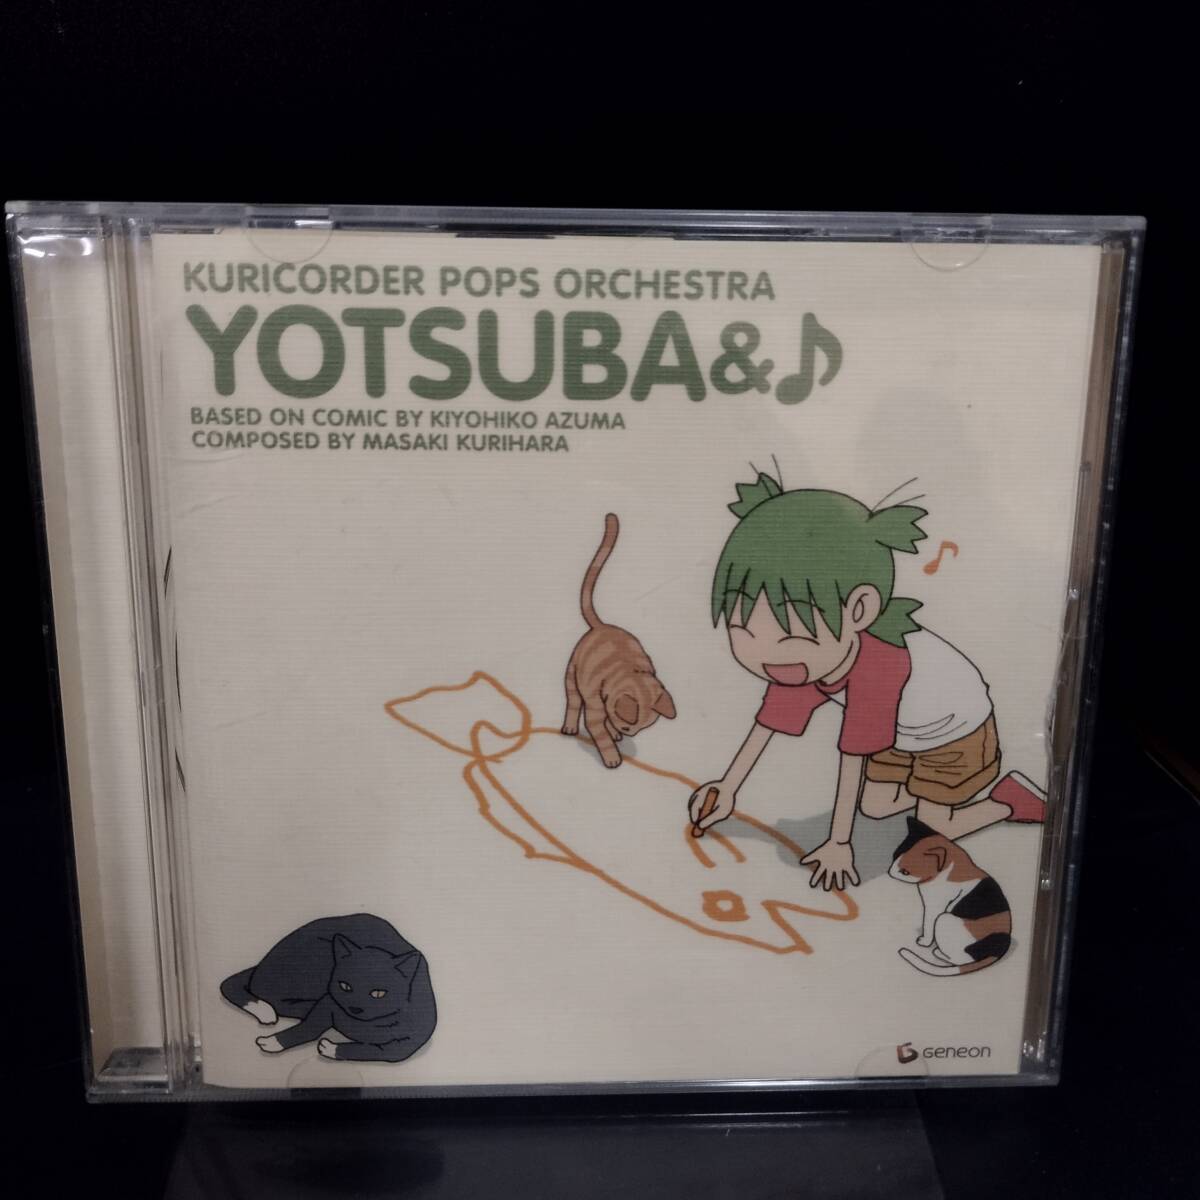 KURICORDER POPS ORCHESTRA
YOTSUBA&♪
BASED ON COMIC BY KIYOHIKO AZUMA
COMPOSED BY MASAKI KURIHARA
Geneon